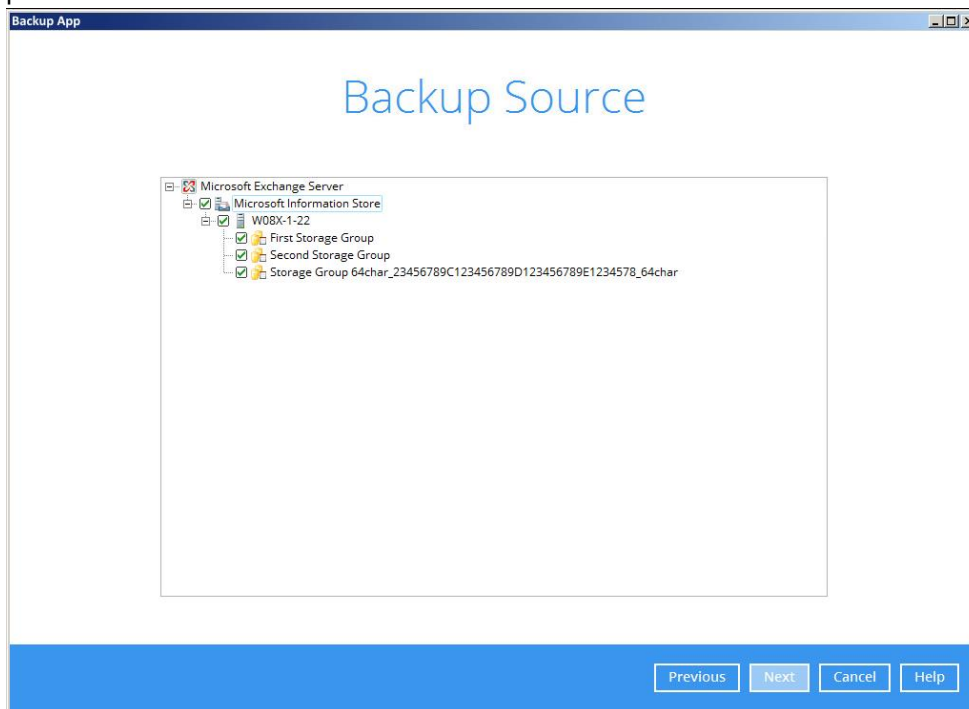 Backup App
Backup Source
Microsoft Exchange Server
Microsoft Information Store
W08X-1-22
First Storage Group
Second Storage Group
Storage Group 64char_23456789C123456789D123456789E1234578_64char
Previous Next Cancel Help